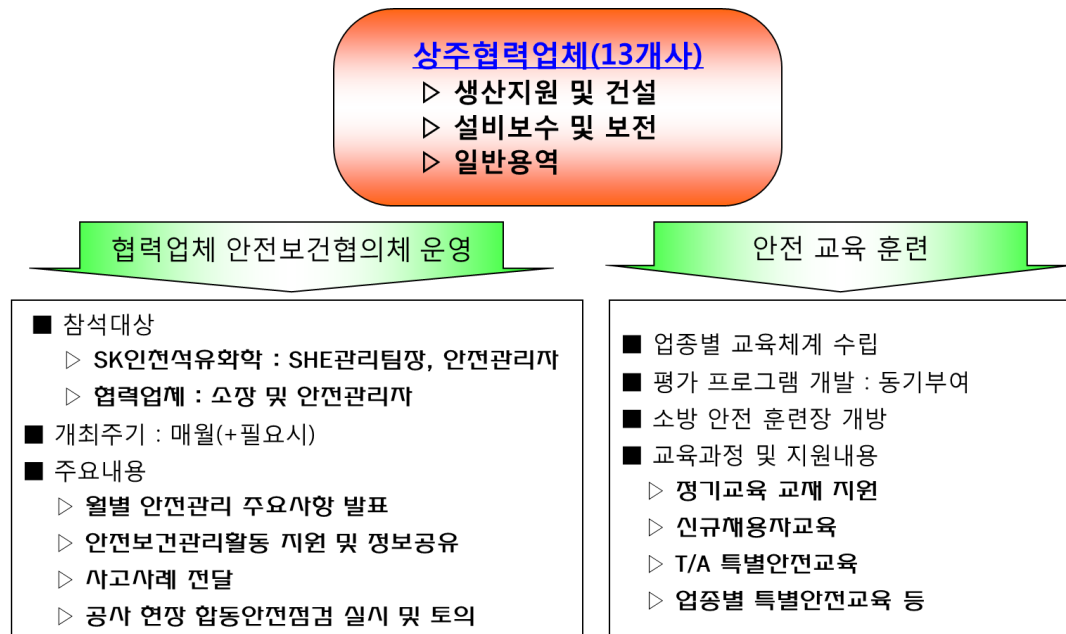 상주협력업체(13개사)
▷ 생산지원 및 건설
▷ 설비보수 및 보전
▷ 일반용역
협력업체 안전보건협의체 운영
■ 참석대상
▷ SK인천석유화학 : SHE관리팀장, 안전관리자
▷ 협력업체 : 소장 및 안전관리자
■ 개최주기 : 매월(+필요시)
■ 주요내용
▷ 월별 안전관리 주요사항 발표
▷ 안전보건관리활동 지원 및 정보공유
▷ 사고사례 전달
▷ 공사 현장 합동안전점검 실시 및 토의
안전 교육 훈련
■ 업종별 교육체계 수립
■ 평가 프로그램 개발 : 동기부여
■ 소방 안전 훈련장 개방
■ 교육과정 및 지원내용
▷ 정기교육 교재 지원
▷ 신규채용자교육
▷ T/A 특별안전교육
▷ 업종별 특별안전교육 등